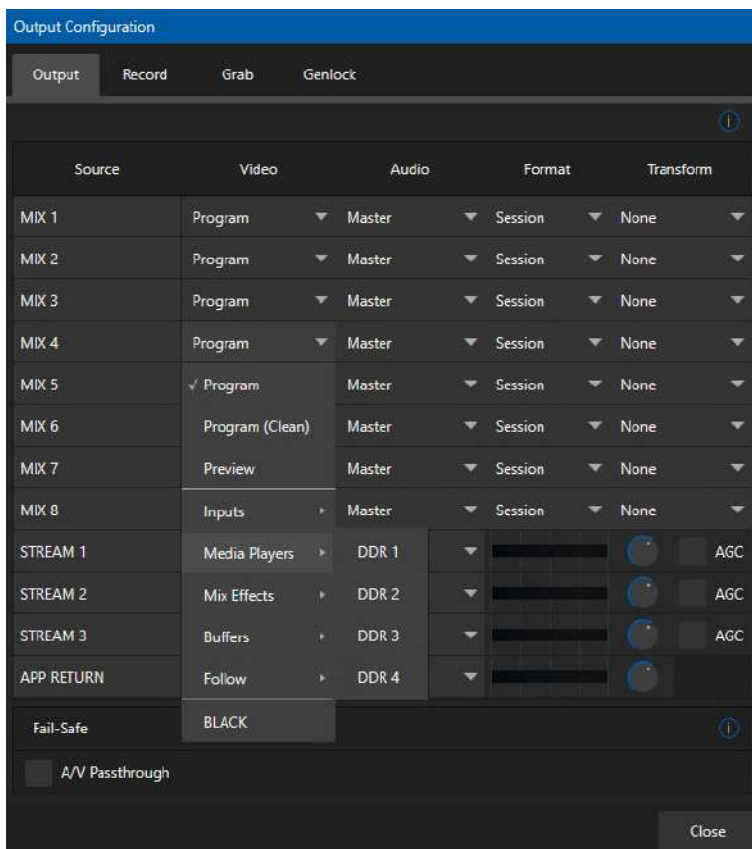 Output Configuration
Output Record Grab Genlock
Source Video Audio Format Transform
MIX 1 Program Master Session None
MIX 2 Program Master Session None
MIX 3 Program Master Session None
MIX 4 Program Master Session None
MIX 5 √ Program Master Session None
MIX 6 Program (Clean) Master Session None
MIX 7 Preview Master Session None
MIX 8 Inputs Master Session None
STREAM 1 Media Players DDR 1 AGC
STREAM 2 Mix Effects DDR 2 AGC
STREAM 3 Buffers DDR 3 AGC
APP RETURN Follow DDR 4
Fail-Safe BLACK
A/V Passthrough
Close